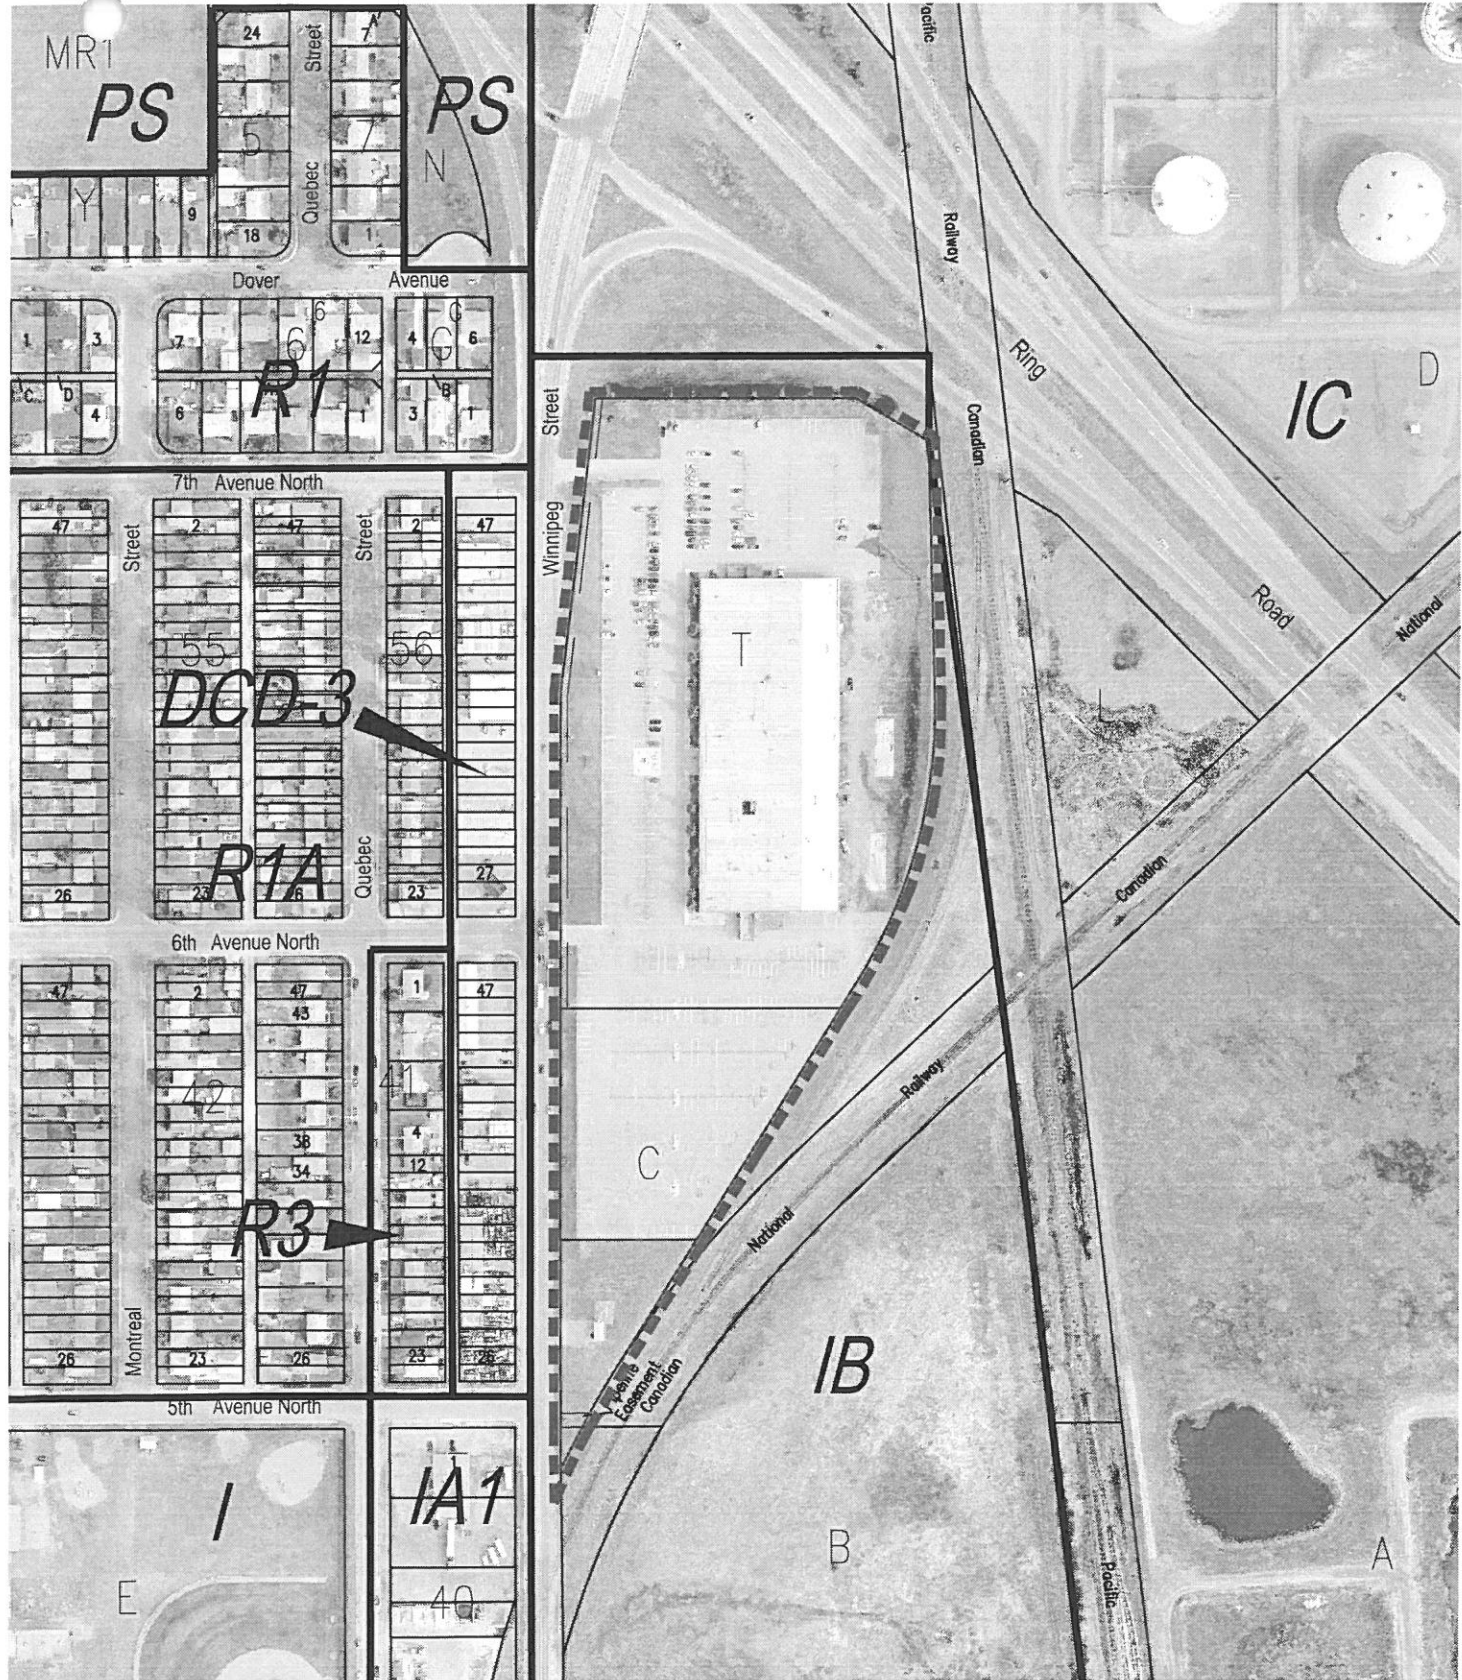 MR1
PS
24
Street
7
PS
5
7
N
Y
9
Quebec
18
1
Dover
Avenue
1
3
7
6
6
12
4
G
G
6
R1
C
D
4
6
1
3
B
1
Pacific
Railway
Ring
Canadian
IC
D
Road
National
Street
Winnipeg
7th Avenue North
47
Street
2
47
Street
2
47
55
56
T
L
DCD-3
R1A
Quebec
26
23
6
23
27
Canadian
6th Avenue North
47
2
47
43
1
47
42
41
38
34
4
12
C
Railway
National
R3
Montreal
26
23
26
23
26
IB
Easement
Canadian
5th Avenue North
I
IA1
1
E
40
B
A
Pacific